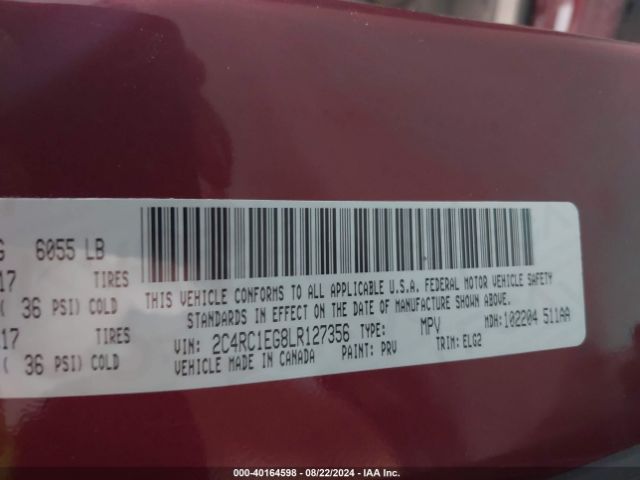 G 6055 LB
17 TIRES
( 36 PSI) COLD
17 TIRES
( 36 PSI) COLD
THIS VEHICLE CONFORMS TO ALL APPLICABLE U.S.A. FEDERAL MOTOR VEHICLE SAFETY
STANDARDS IN EFFECT ON THE DATE OF MANUFACTURE SHOWN ABOVE.
VIN: 2C4RC1EG8LR127356 TYPE: MPV MDH:102204 511AA
VEHICLE MADE IN CANADA PAINT: PRV TRIM:ELG2
000-40164598 - 08/22/2024 - IAA Inc.